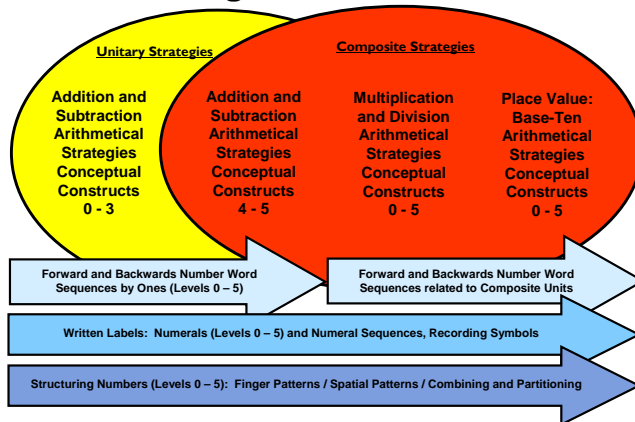 Unitary Strategies
Composite Strategies
Addition and
Subtraction
Arithmetical
Strategies
Conceptual
Constructs
0 - 3
Addition and
Subtraction
Arithmetical
Strategies
Conceptual
Constructs
4 - 5
Multiplication
and Division
Arithmetical
Strategies
Conceptual
Constructs
0 - 5
Place Value:
Base-Ten
Arithmetical
Strategies
Conceptual
Constructs
0 - 5
Forward and Backwards Number Word
Sequences by Ones (Levels 0 – 5)
Forward and Backwards Number Word
Sequences related to Composite Units
Written Labels: Numerals (Levels 0 – 5) and Numeral Sequences, Recording Symbols
Structuring Numbers (Levels 0 – 5): Finger Patterns / Spatial Patterns / Combining and Partitioning